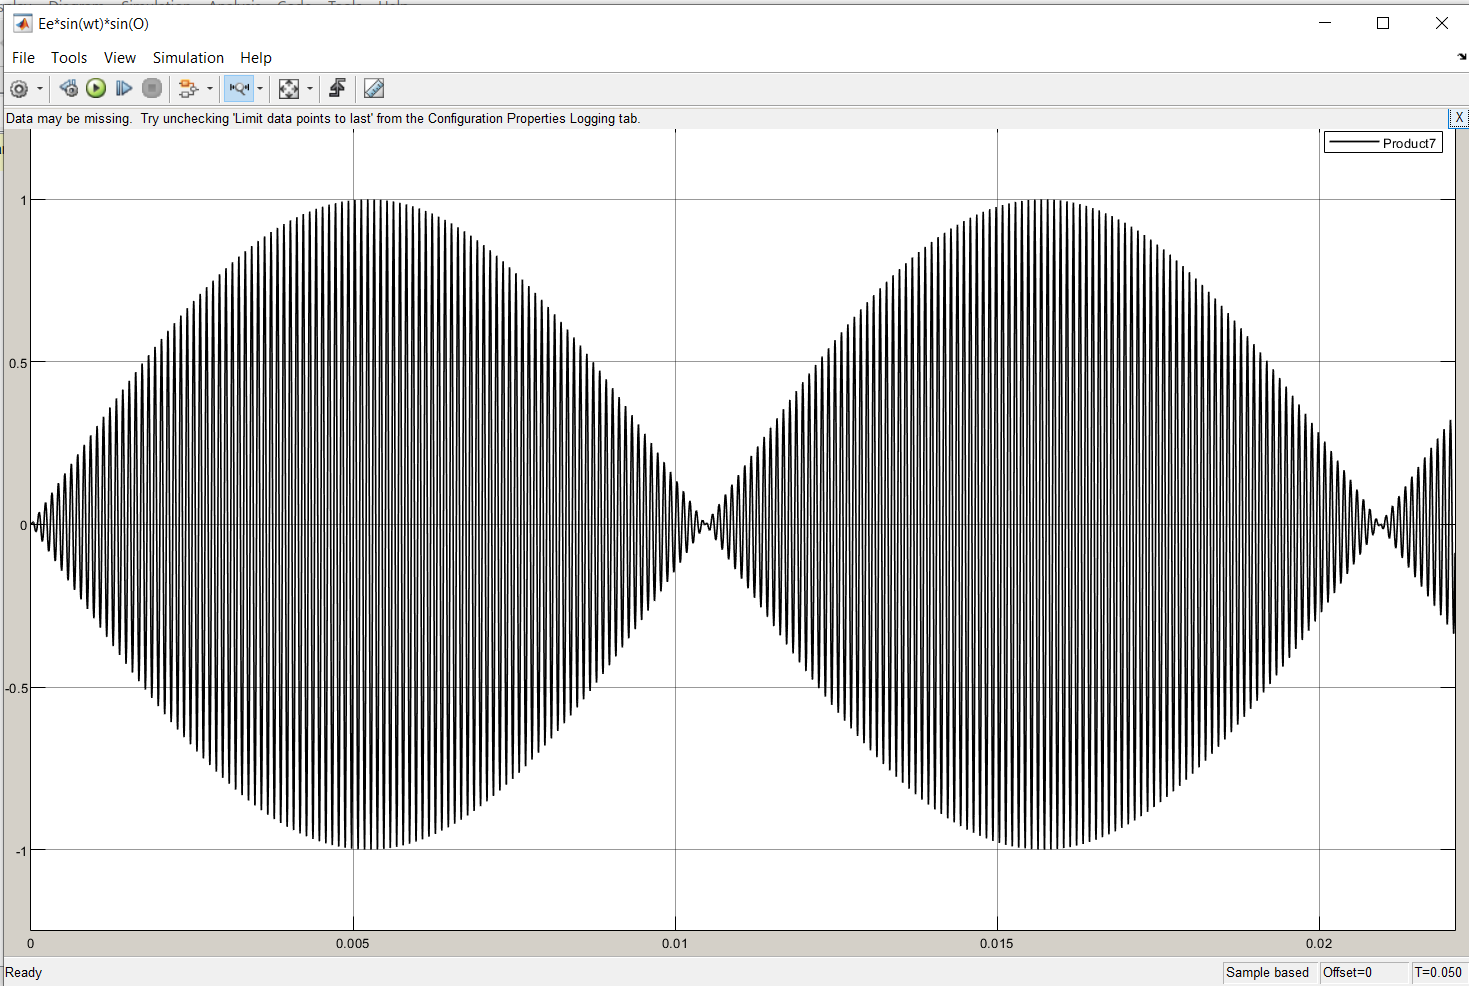 Ee*sin(wt)*sin(O)
File Tools View Simulation Help
Data may be missing. Try unchecking 'Limit data points to last' from the Configuration Properties Logging tab.
X
Product7
1
0.5
0
-0.5
-1
0 0.005 0.01 0.015 0.02
Ready
Sample based Offset=0 T=0.050